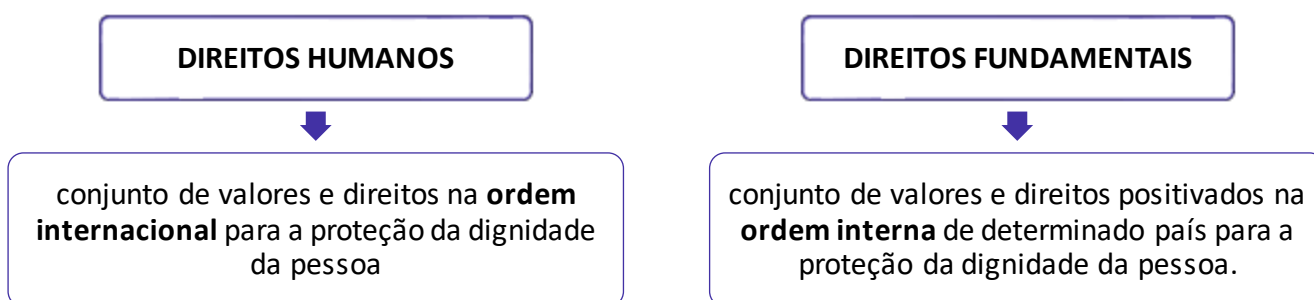 DIREITOS HUMANOS
conjunto de valores e direitos na ordem
internacional para a proteção da dignidade
da pessoa
DIREITOS FUNDAMENTAIS
conjunto de valores e direitos positivados na
ordem interna de determinado país para a
proteção da dignidade da pessoa.